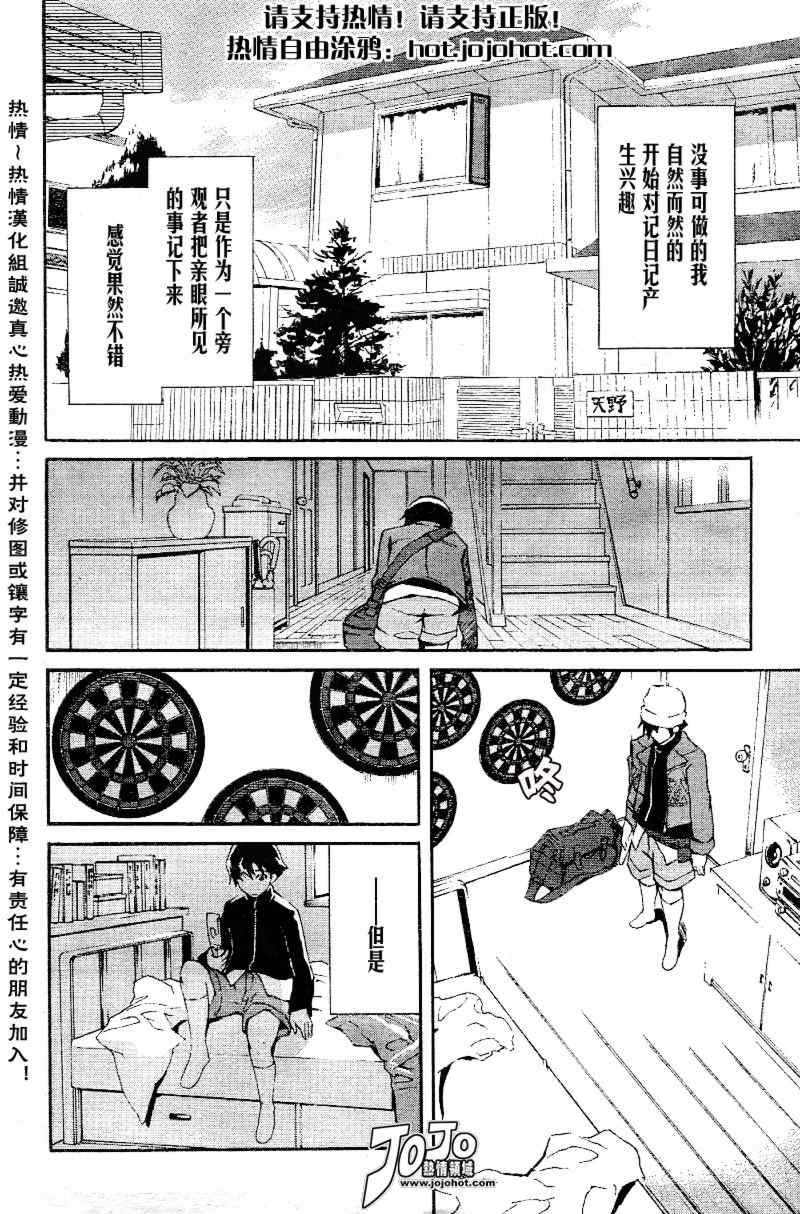 请支持热情！请支持正版！
热情自由涂鸦：hot.jojohot.com
没事可做的我
自然而然的
开始对记日记产
生兴趣
只是作为一个旁
观者把亲眼所见
的事记下来
感觉果然不错
天野
咚
——但是
热情～热情漢化組誠邀真心热爱動漫…并对修图或镶字有一定经验和时间保障…有责任心的朋友加入！
JOJO
热情领域
www.jojohot.com